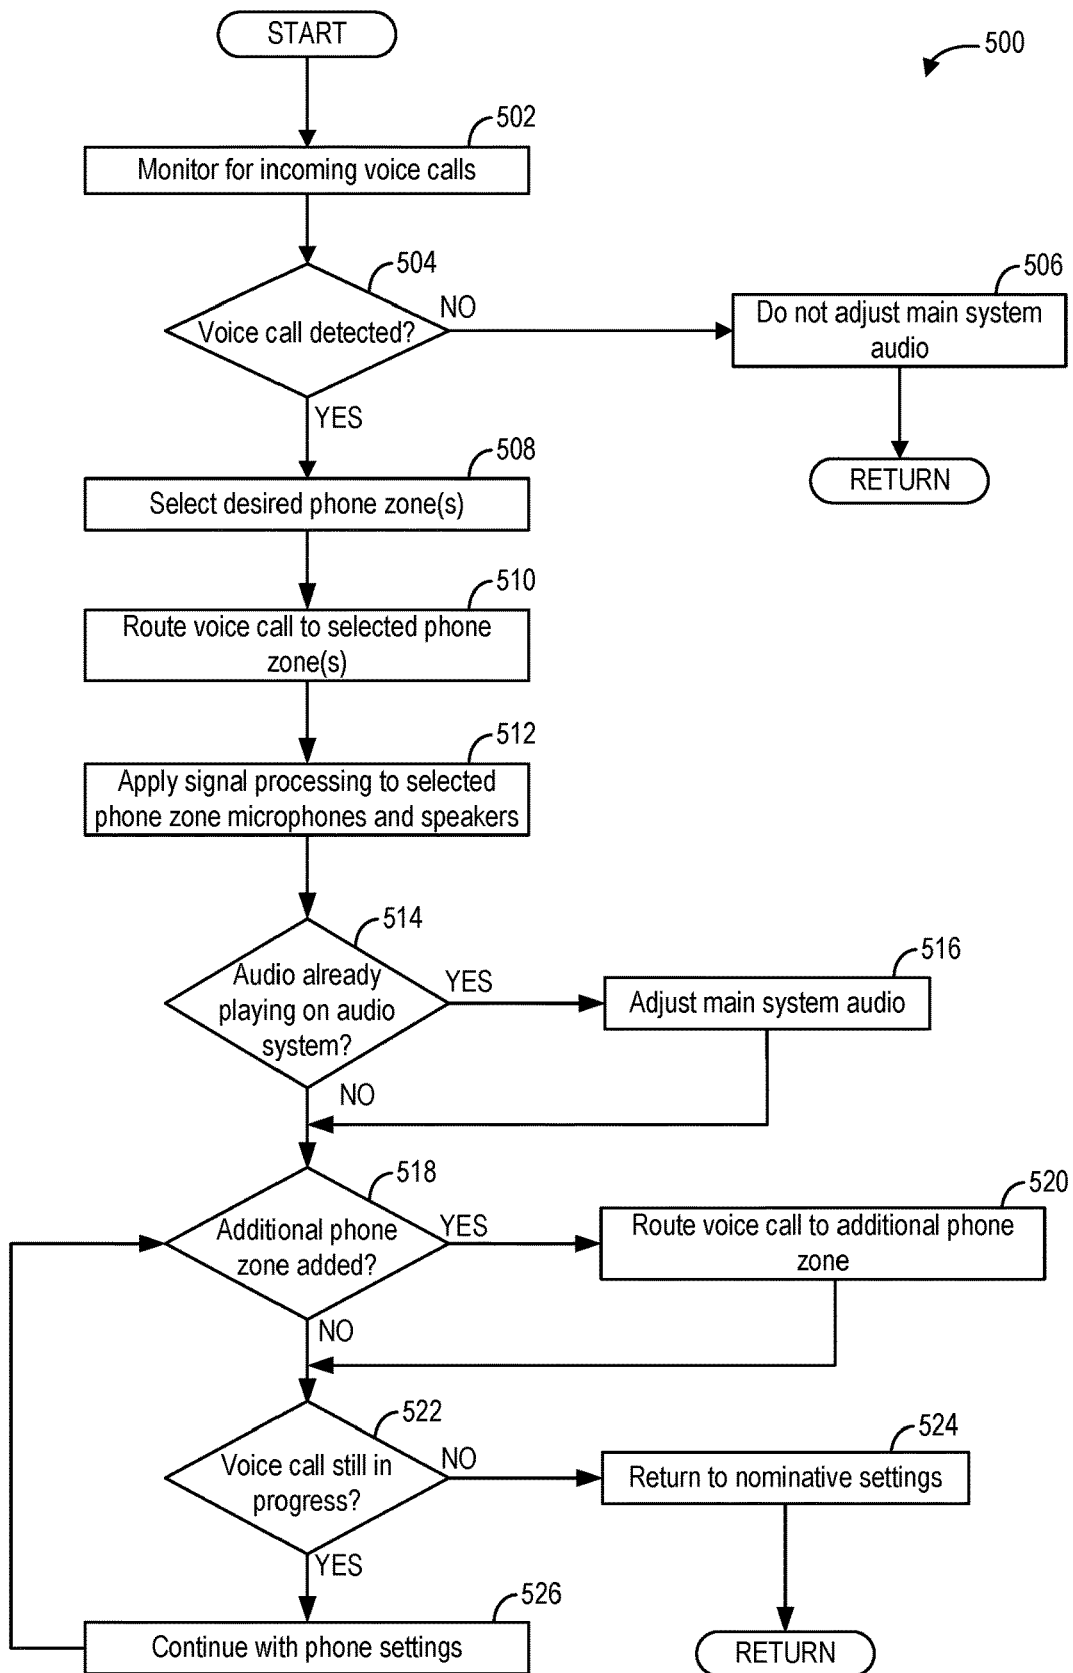 START
500
502
Monitor for incoming voice calls
504
Voice call detected?
NO
506
Do not adjust main system
audio
RETURN
YES
508
Select desired phone zone(s)
510
Route voice call to selected phone
zone(s)
512
Apply signal processing to selected
phone zone microphones and speakers
514
Audio already
playing on audio
system?
YES
516
Adjust main system audio
NO
518
Additional phone
zone added?
YES
520
Route voice call to additional phone
zone
NO
522
Voice call still in
progress?
NO
524
Return to nominative settings
RETURN
YES
526
Continue with phone settings